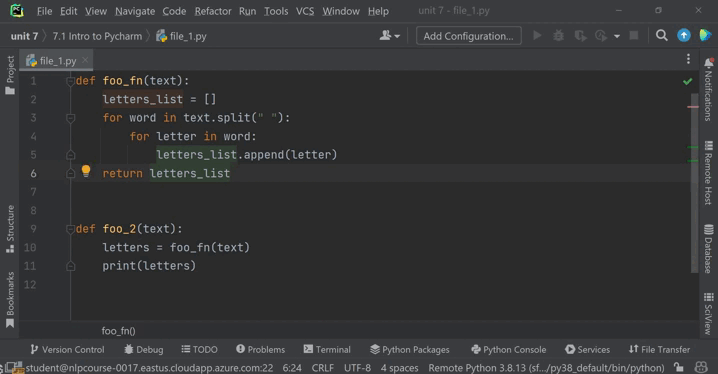 PC File Edit View Navigate Code Refactor Run Tools VCS Window Help unit 7 - file_1.py
unit 7 7.1 Intro to Pycharm file_1.py Add Configuration...
file_1.py
Project
Structure
Bookmarks
1 def foo_fn(text):
2 letters_list = []
3 for word in text.split(" "):
4 for letter in word:
5 letters_list.append(letter)
6 return letters_list
7
8
9 def foo_2(text):
10 letters = foo_fn(text)
11 print(letters)
12
foo_fn()
Notifications
Remote Host
Database
SciView
Version Control Debug TODO Problems Terminal Python Packages Python Console Services File Transfer
student@nlpcourse-0017.eastus.cloudapp.azure.com:22 6:24 CRLF UTF-8 4 spaces Remote Python 3.8.13 (sf.../py38_default/bin/python)